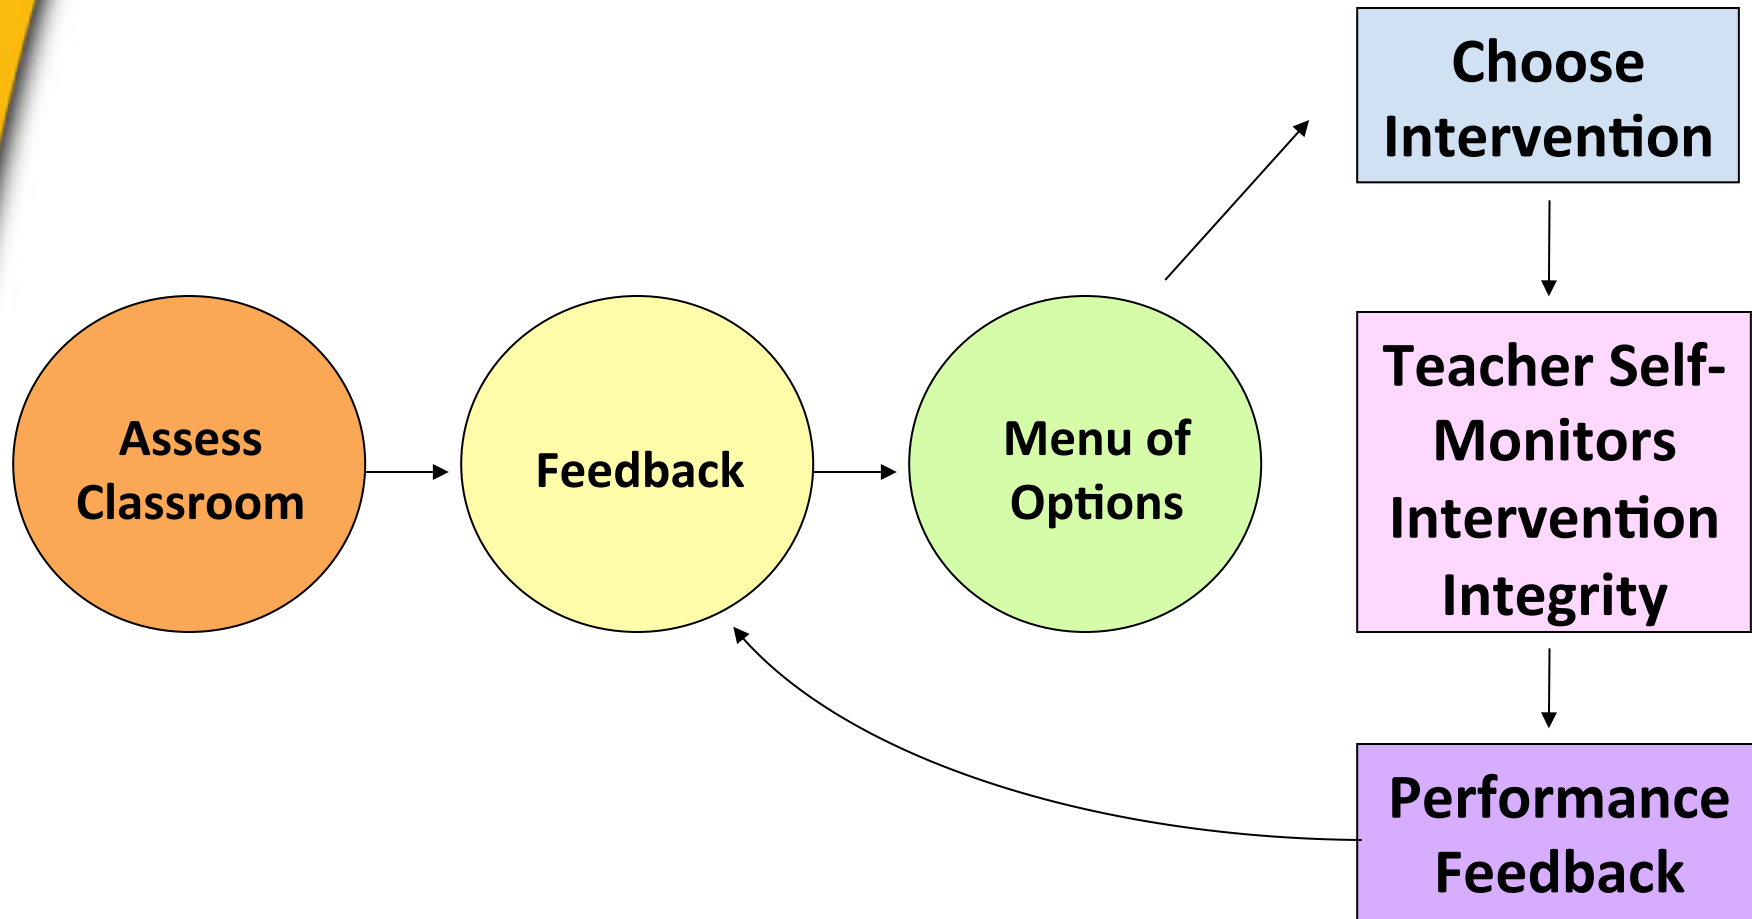 Assess
Classroom
Feedback
Menu of
Options
Choose
Intervention
Teacher Self-
Monitors
Intervention
Integrity
Performance
Feedback